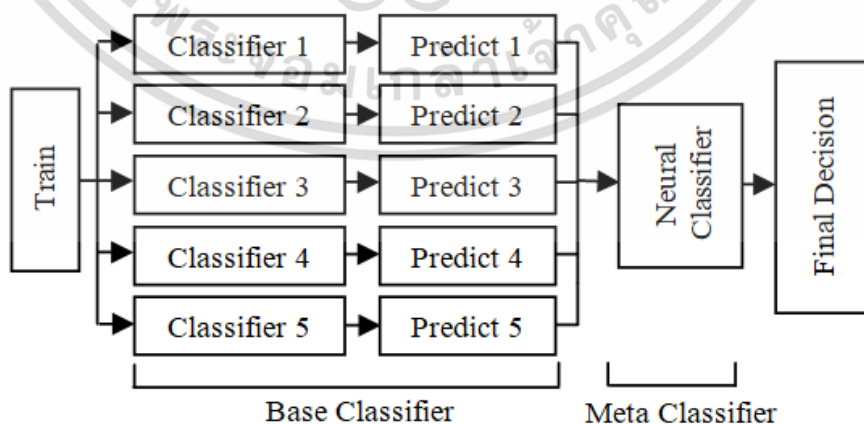 Train
Classifier 1
Predict 1
Classifier 2
Predict 2
Classifier 3
Predict 3
Classifier 4
Predict 4
Classifier 5
Predict 5
Neural
Classifier
Final Decision
Base Classifier
Meta Classifier